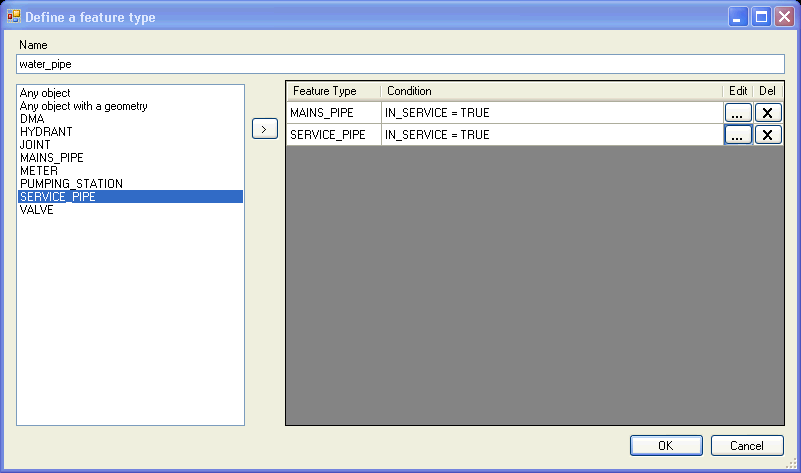 Define a feature type
Name
water_pipe
Any object
Any object with a geometry
DMA
HYDRANT
JOINT
MAINS_PIPE
METER
PUMPING_STATION
SERVICE_PIPE
VALVE
>
Feature Type Condition Edit Del
MAINS_PIPE IN_SERVICE = TRUE ... X
SERVICE_PIPE IN_SERVICE = TRUE ... X
OK Cancel